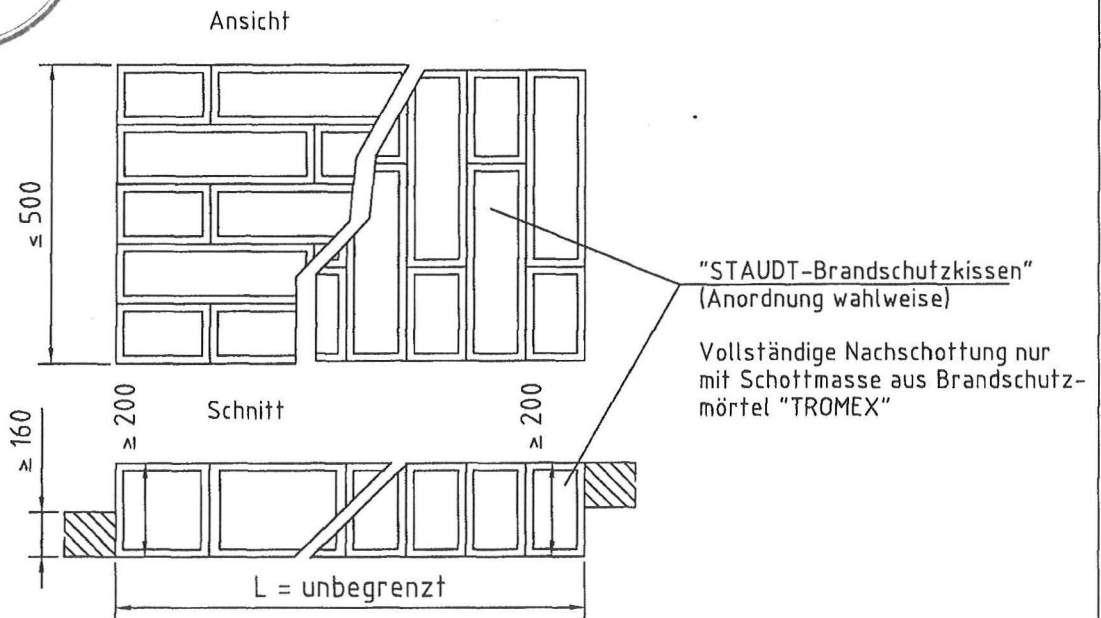 Ansicht
≤ 500
"STAUDT-Brandschutzkissen"
(Anordnung wahlweise)
Vollständige Nachschottung nur
mit Schottmasse aus Brandschutz-
mörtel "TROMEX"
≥ 160
≥ 200
Schnitt
≥ 200
L = unbegrenzt